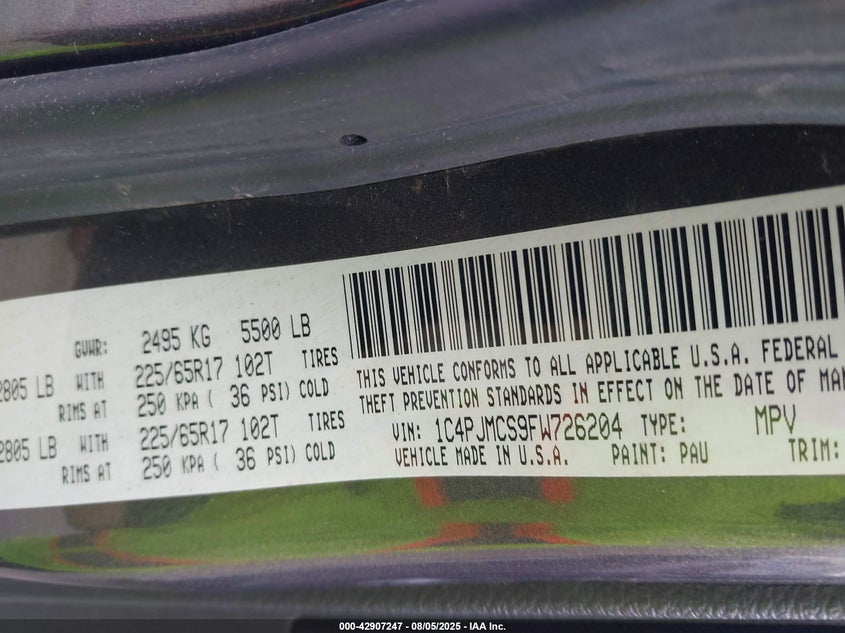 GVWR: 2495 KG 5500 LB
2805 LB WITH 225/65R17 102T TIRES
RIMS AT 250 KPA ( 36 PSI) COLD
2805 LB WITH 225/65R17 102T TIRES
RIMS AT 250 KPA ( 36 PSI) COLD
THIS VEHICLE CONFORMS TO ALL APPLICABLE U.S.A. FEDERAL
THEFT PREVENTION STANDARDS IN EFFECT ON THE DATE OF MAN
VIN: 1C4PJMCS9FW726204 TYPE: MPV
VEHICLE MADE IN U.S.A. PAINT: PAU TRIM:
000-42907247 - 08/05/2025 - IAA Inc.